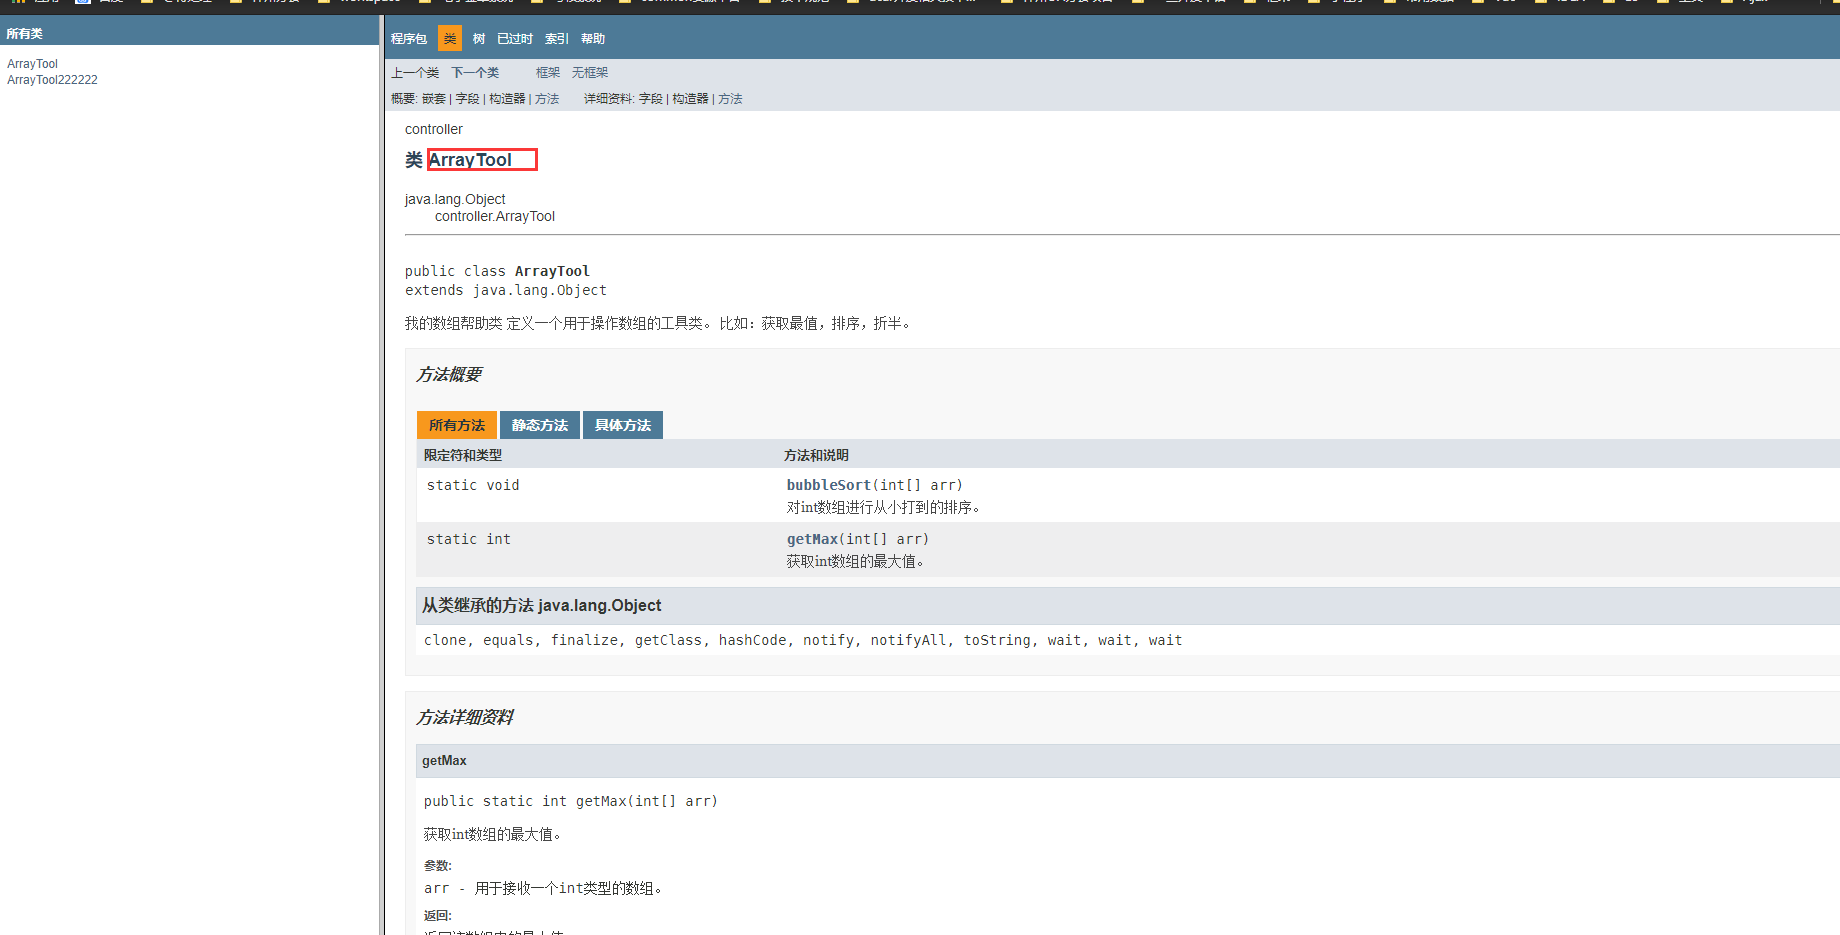 所有类
ArrayTool
ArrayTool222222
程序包 类 树 已过时 索引 帮助
上一个类 下一个类 框架 无框架
概要: 嵌套 | 字段 | 构造器 | 方法 详细资料: 字段 | 构造器 | 方法
controller
类 ArrayTool
java.lang.Object
controller.ArrayTool
public class ArrayTool
extends java.lang.Object
我的数组帮助类 定义一个用于操作数组的工具类。 比如：获取最值，排序，折半。
方法概要
所有方法 静态方法 具体方法
限定符和类型 方法和说明
static void bubbleSort(int[] arr)
对int数组进行从小打到的排序。
static int getMax(int[] arr)
获取int数组的最大值。
从类继承的方法 java.lang.Object
clone, equals, finalize, getClass, hashCode, notify, notifyAll, toString, wait, wait, wait
方法详细资料
getMax
public static int getMax(int[] arr)
获取int数组的最大值。
参数:
arr - 用于接收一个int类型的数组。
返回: